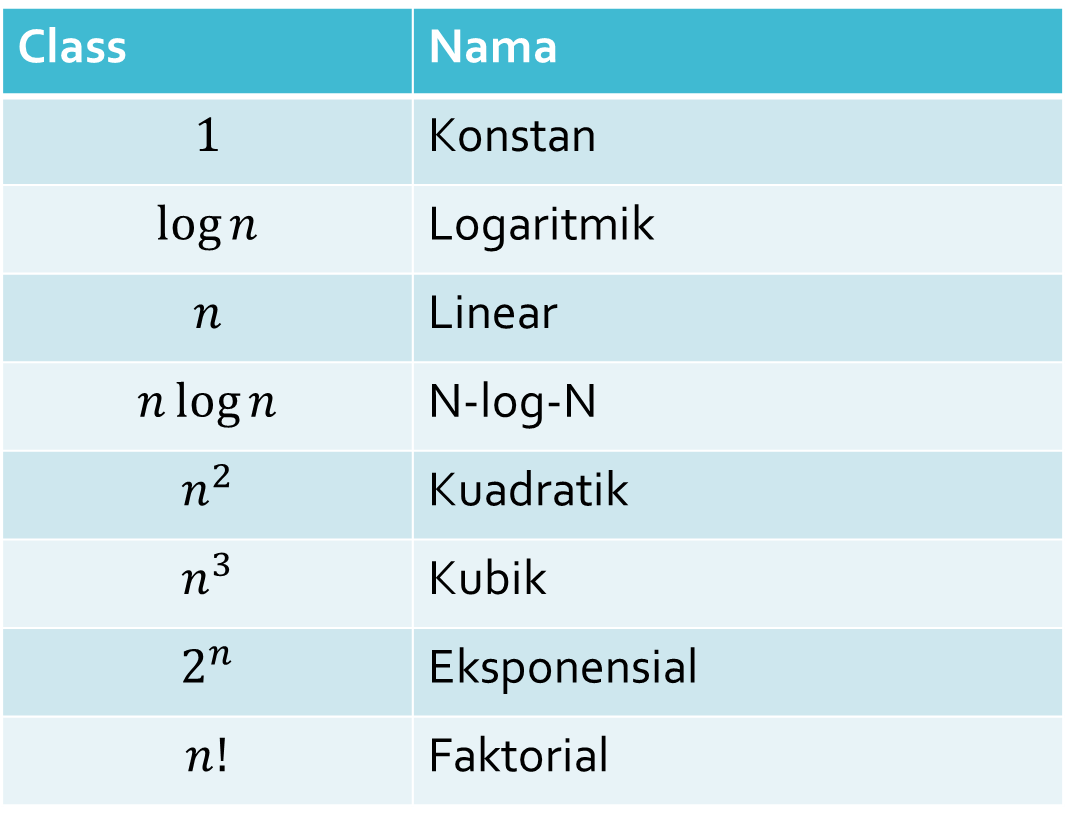 Class Nama
1 Konstan
log n Logaritmik
n Linear
n log n N-log-N
n² Kuadratik
n³ Kubik
2ⁿ Eksponensial
n! Faktorial